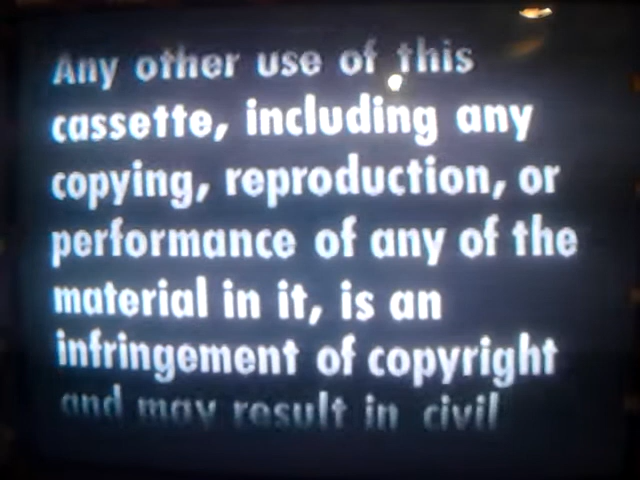 Any other use of this
cassette, including any
copying, reproduction, or
performance of any of the
material in it, is an
infringement of copyright
and may result in civil